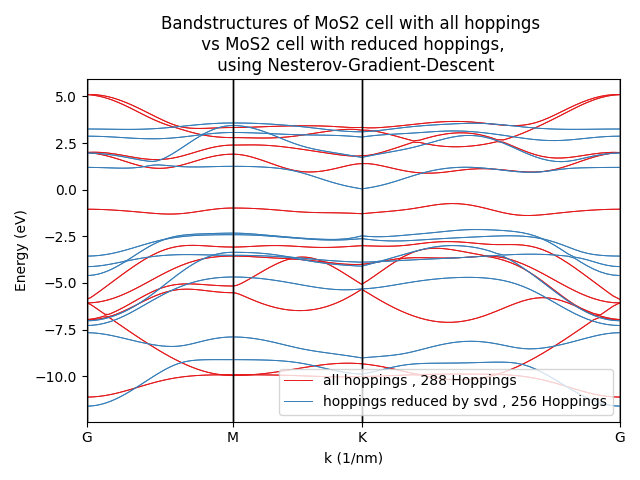 Bandstructures of MoS2 cell with all hoppings
vs MoS2 cell with reduced hoppings,
using Nesterov-Gradient-Descent
5.0
2.5
0.0
−2.5
−5.0
−7.5
−10.0
Energy (eV)
all hoppings , 288 Hoppings
hoppings reduced by svd , 256 Hoppings
G M K G
k (1/nm)